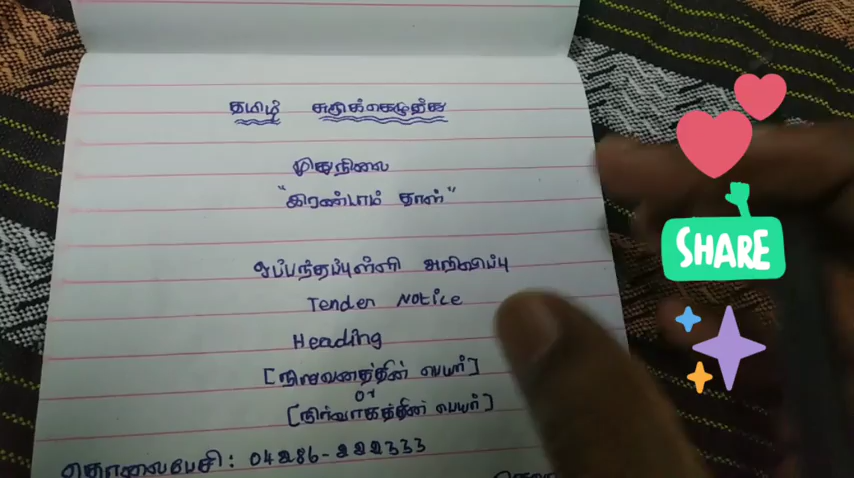 தமிழ் சுருக்கெழுத்து
முதுநிலை
"இரண்டாம் தாள்"
ஒப்பந்தப்புள்ளி அறிவிப்பு
Tender Notice
Heading
[நிறுவனத்தின் பெயர்]
or
[நிர்வாகத்தின் பெயர்]
தொலைபேசி: 04286-222333
SHARE